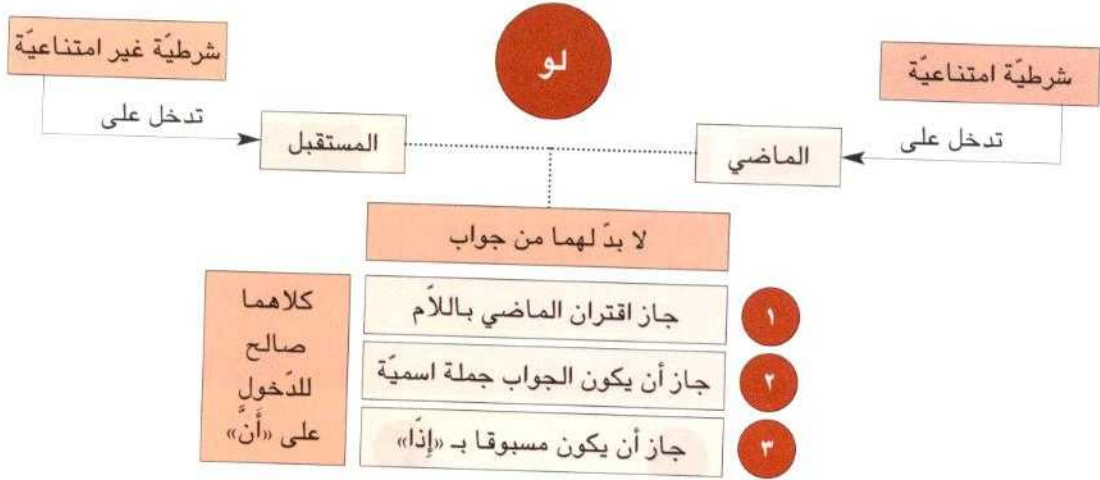 لو
شرطيّة امتناعيّة
شرطيّة غير امتناعيّة
تدخل على
تدخل على
الماضي
المستقبل
لا بدّ لهما من جواب
١
جاز اقتران الماضي باللاّم
٢
جاز أن يكون الجواب جملة اسميّة
٣
جاز أن يكون مسبوقا بـ «إِذًا»
كلاهما
صالح
للدّخول
على «أَنَّ»